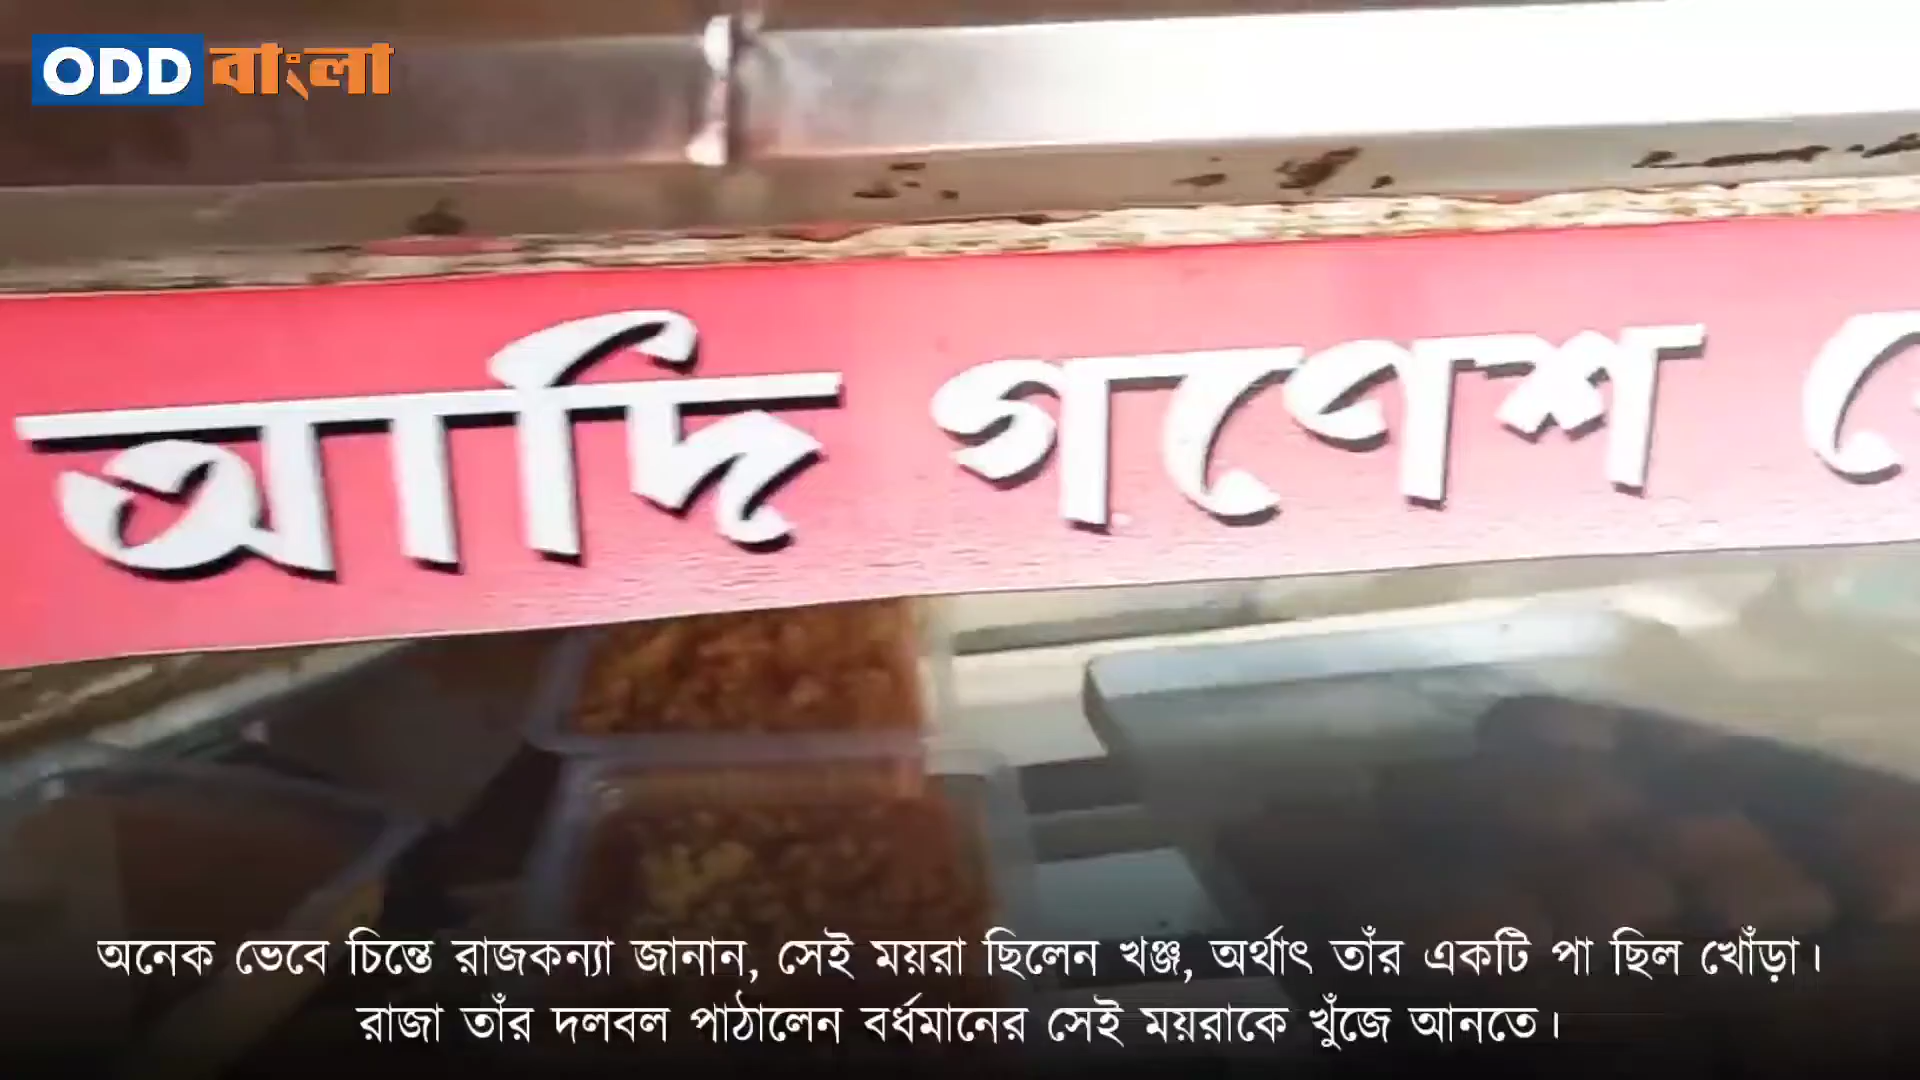 ODD বাংলা
আদি গণেশ
অনেক ভেবে চিন্তে রাজকন্যা জানান, সেই ময়রা ছিলেন খঞ্জ, অর্থাৎ তাঁর একটি পা ছিল খোঁড়া।
রাজা তাঁর দলবল পাঠালেন বর্ধমানের সেই ময়রাকে খুঁজে আনতে।